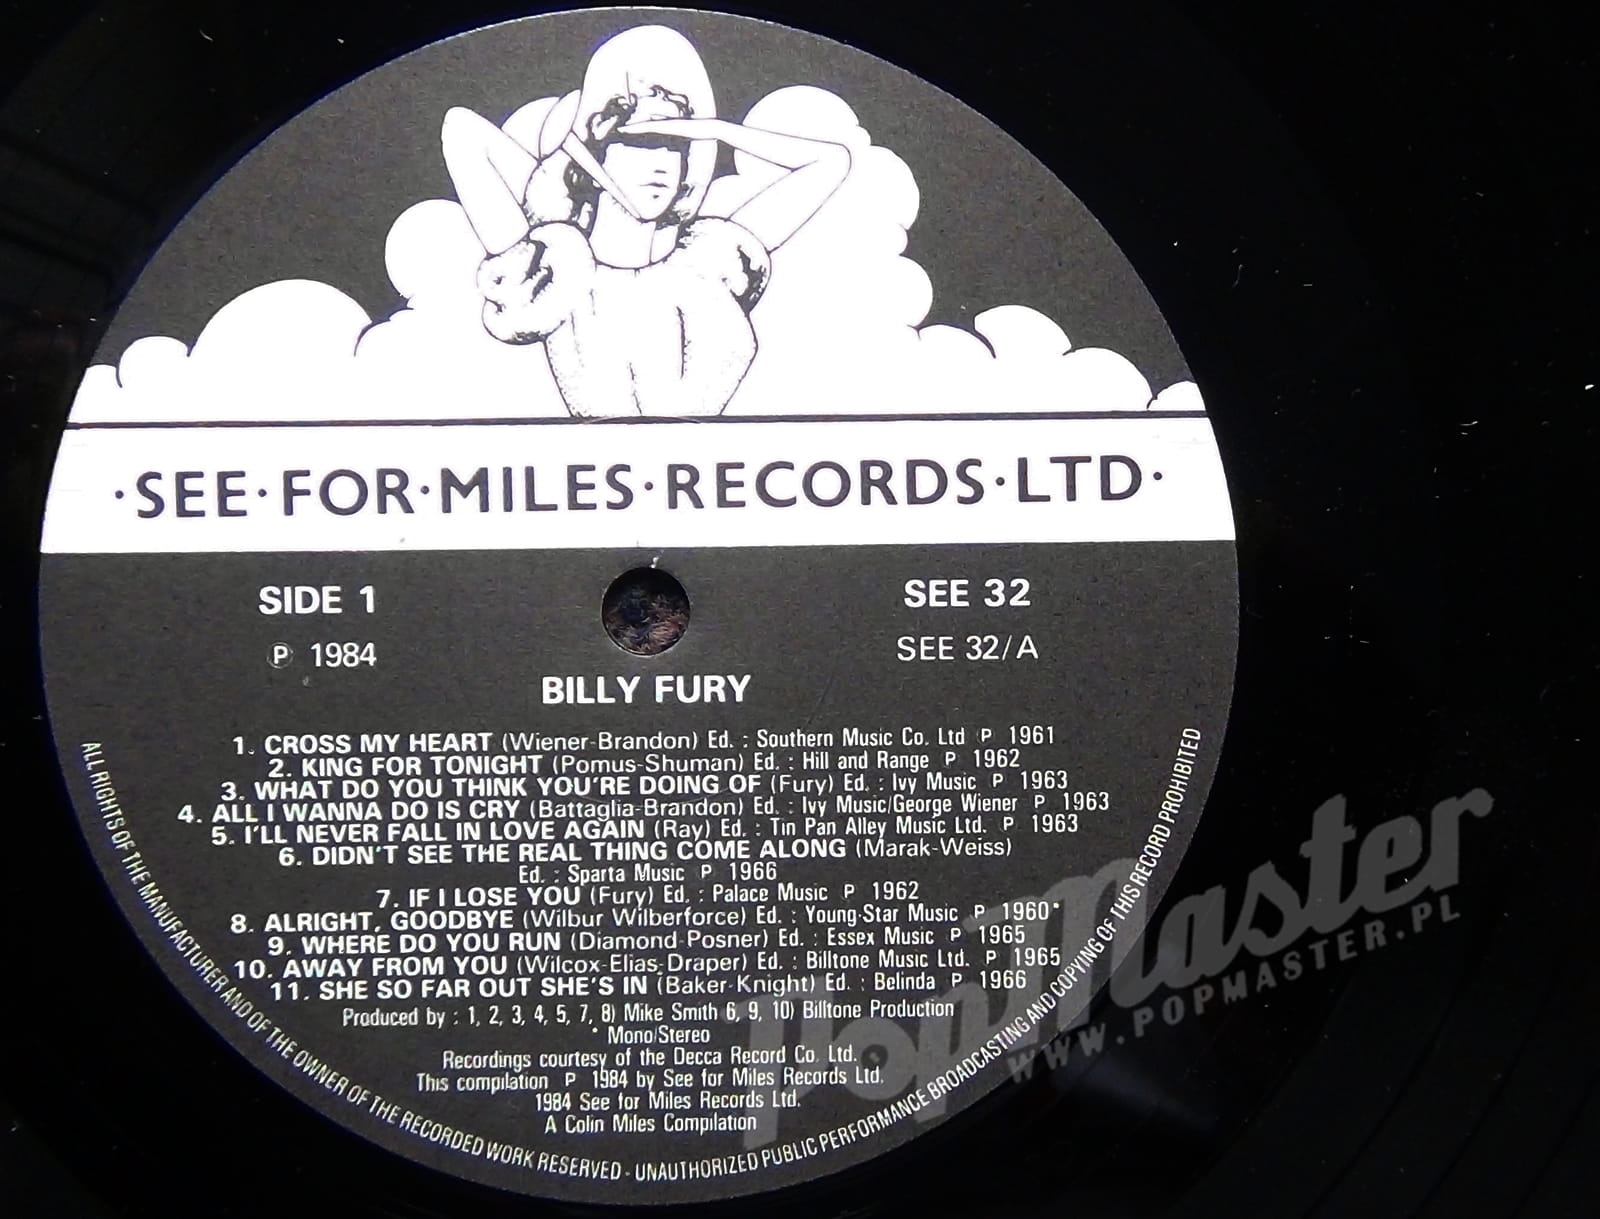 ·SEE·FOR·MILES·RECORDS·LTD·
SIDE 1
SEE 32
P 1984
SEE 32/A
BILLY FURY
1. CROSS MY HEART (Wiener-Brandon) Ed. : Southern Music Co. Ltd P 1961
2. KING FOR TONIGHT (Pomus-Shuman) Ed. : Hill and Range P 1962
3. WHAT DO YOU THINK YOU'RE DOING OF (Fury) Ed. : Ivy Music P 1963
4. ALL I WANNA DO IS CRY (Battaglia-Brandon) Ed. : Ivy Music/George Wiener P 1963
5. I'LL NEVER FALL IN LOVE AGAIN (Ray) Ed. : Tin Pan Alley Music Ltd. P 1963
6. DIDN'T SEE THE REAL THING COME ALONG (Marak-Weiss)
Ed. : Sparta Music P 1966
7. IF I LOSE YOU (Fury) Ed. : Palace Music P 1962
8. ALRIGHT, GOODBYE (Wilbur Wilberforce) Ed. : Young-Star Music P 1960*
9. WHERE DO YOU RUN (Diamond-Posner) Ed. : Essex Music P 1965
10. AWAY FROM YOU (Wilcox-Elias-Draper) Ed. : Billtone Music Ltd. P 1965
11. SHE SO FAR OUT SHE'S IN (Baker-Knight) Ed. : Belinda P 1966
Produced by : 1, 2, 3, 4, 5, 7, 8) Mike Smith 6, 9, 10) Billtone Production
* Mono/Stereo
Recordings courtesy of the Decca Record Co. Ltd.
This compilation P 1984 by See for Miles Records Ltd.
1984 See for Miles Records Ltd.
A Colin Miles Compilation
ALL RIGHTS OF THE MANUFACTURER AND OF THE OWNER OF THE RECORDED WORK RESERVED - UNAUTHORIZED PUBLIC PERFORMANCE BROADCASTING AND COPYING OF THIS RECORD PROHIBITED
PopMaster
WWW.POPMASTER.PL